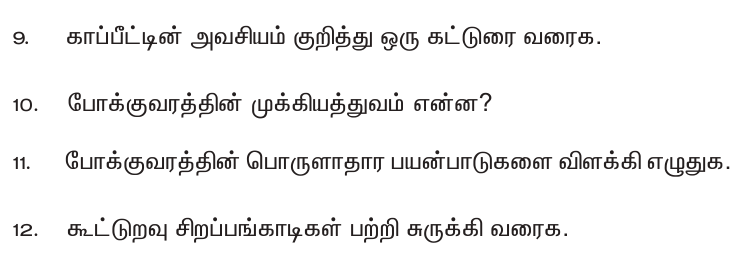 9. காப்பீட்டின் அவசியம் குறித்து ஒரு கட்டுரை வரைக.
10. போக்குவரத்தின் முக்கியத்துவம் என்ன?
11. போக்குவரத்தின் பொருளாதார பயன்பாடுகளை விளக்கி எழுதுக.
12. கூட்டுறவு சிறப்பங்காடிகள் பற்றி சுருக்கி வரைக.